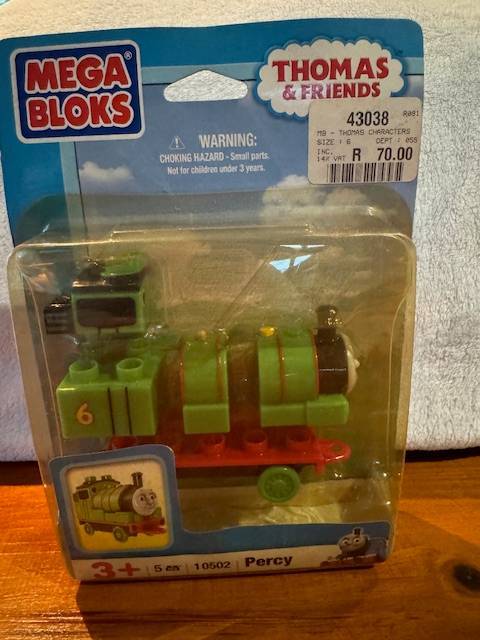 MEGA
BLOKS®
THOMAS
& FRIENDS
43038 R091
MB - THOMAS CHARACTERS
SIZE : 6 DEPT : 055
INC.
14% VAT R 70.00
WARNING:
CHOKING HAZARD - Small parts.
Not for children under 3 years.
6
3+ 5 10502 Percy